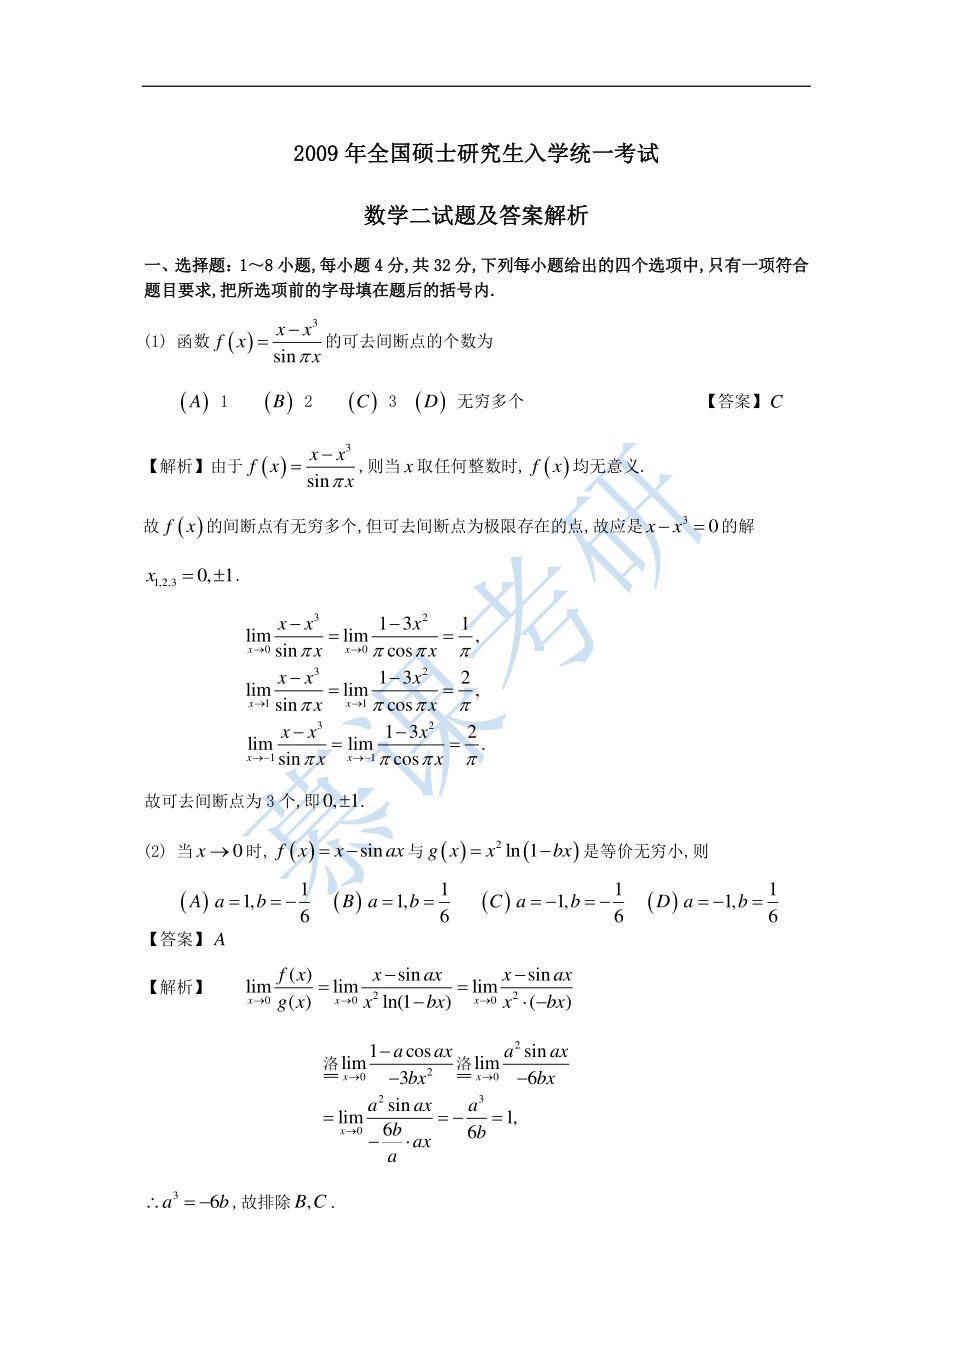 2009 年全国硕士研究生入学统一考试
数学二试题及答案解析
一、选择题：1～8 小题,每小题 4 分,共 32 分,下列每小题给出的四个选项中,只有一项符合
题目要求,把所选项前的字母填在题后的括号内.
(1) 函数 f(x) = (x − x³)/(sin πx) 的可去间断点的个数为
(A) 1 (B) 2 (C) 3 (D) 无穷多个 【答案】C
【解析】由于 f(x) = (x − x³)/(sin πx) ,则当 x 取任何整数时, f(x) 均无意义.
故 f(x) 的间断点有无穷多个,但可去间断点为极限存在的点,故应是 x − x³ = 0 的解
x₁,₂,₃ = 0, ±1.
lim_{x→0} (x − x³)/(sin πx) = lim_{x→0} (1 − 3x²)/(π cos πx) = 1/π,
lim_{x→1} (x − x³)/(sin πx) = lim_{x→1} (1 − 3x²)/(π cos πx) = 2/π,
lim_{x→−1} (x − x³)/(sin πx) = lim_{x→−1} (1 − 3x²)/(π cos πx) = 2/π.
故可去间断点为 3 个,即 0, ±1.
(2) 当 x → 0 时, f(x) = x − sin ax 与 g(x) = x² ln(1 − bx) 是等价无穷小,则
(A) a = 1, b = −1/6 (B) a = 1, b = 1/6 (C) a = −1, b = −1/6 (D) a = −1, b = 1/6
【答案】A
【解析】 lim_{x→0} f(x)/g(x) = lim_{x→0} (x − sin ax)/(x² ln(1 − bx)) = lim_{x→0} (x − sin ax)/(x² · (−bx))
洛 = lim_{x→0} (1 − a cos ax)/(−3bx²) 洛 = lim_{x→0} (a² sin ax)/(−6bx)
= lim_{x→0} (a² sin ax)/(−(6b/a) · ax) = −a³/(6b) = 1,
∴ a³ = −6b ,故排除 B, C .
慕课考研